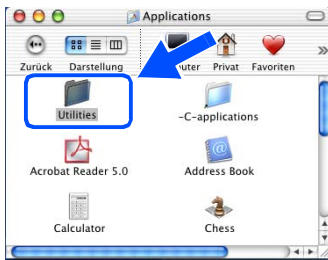 Applications
Zurück Darstellung uter Privat Favoriten
Utilities -C-applications
Acrobat Reader 5.0 Address Book
Calculator Chess